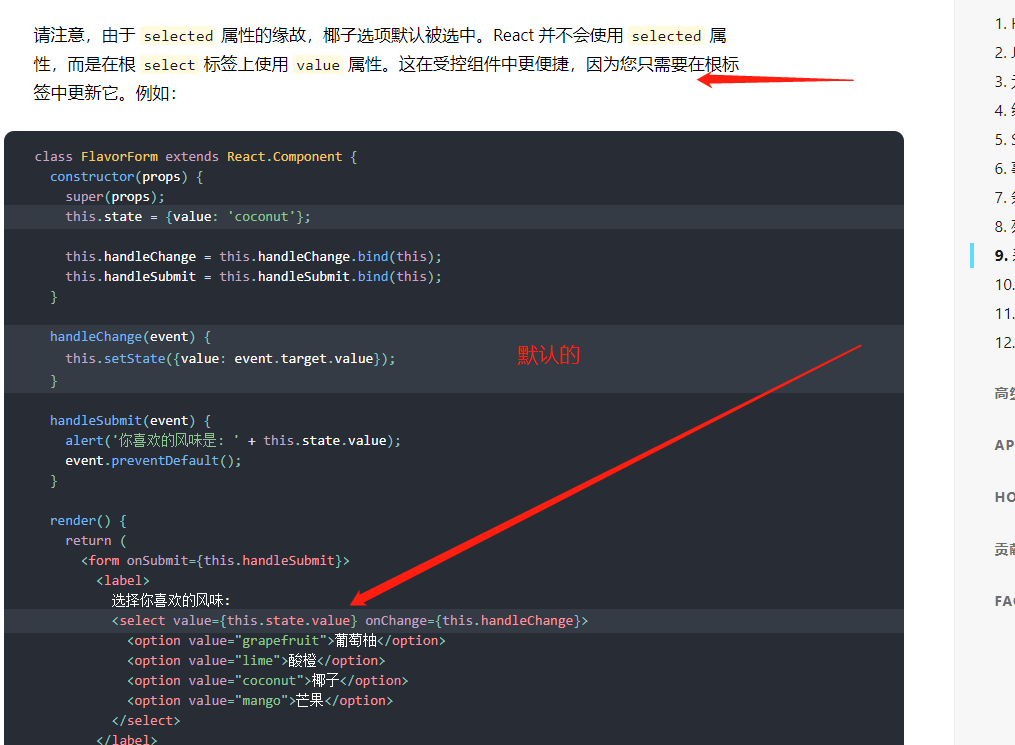 请注意，由于 selected 属性的缘故，椰子选项默认被选中。React 并不会使用 selected 属
性，而是在根 select 标签上使用 value 属性。这在受控组件中更便捷，因为您只需要在根标
签中更新它。例如：
class FlavorForm extends React.Component {
constructor(props) {
super(props);
this.state = {value: 'coconut'};
this.handleChange = this.handleChange.bind(this);
this.handleSubmit = this.handleSubmit.bind(this);
}
handleChange(event) {
this.setState({value: event.target.value});
}
默认的
handleSubmit(event) {
alert('你喜欢的风味是: ' + this.state.value);
event.preventDefault();
}
render() {
return (
<form onSubmit={this.handleSubmit}>
<label>
选择你喜欢的风味:
<select value={this.state.value} onChange={this.handleChange}>
<option value="grapefruit">葡萄柚</option>
<option value="lime">酸橙</option>
<option value="coconut">椰子</option>
<option value="mango">芒果</option>
</select>
</label>
1.
2.
3.
4.
5.
6.
7.
8.
9.
10.
11.
12.
高
AP
HO
贡
FA